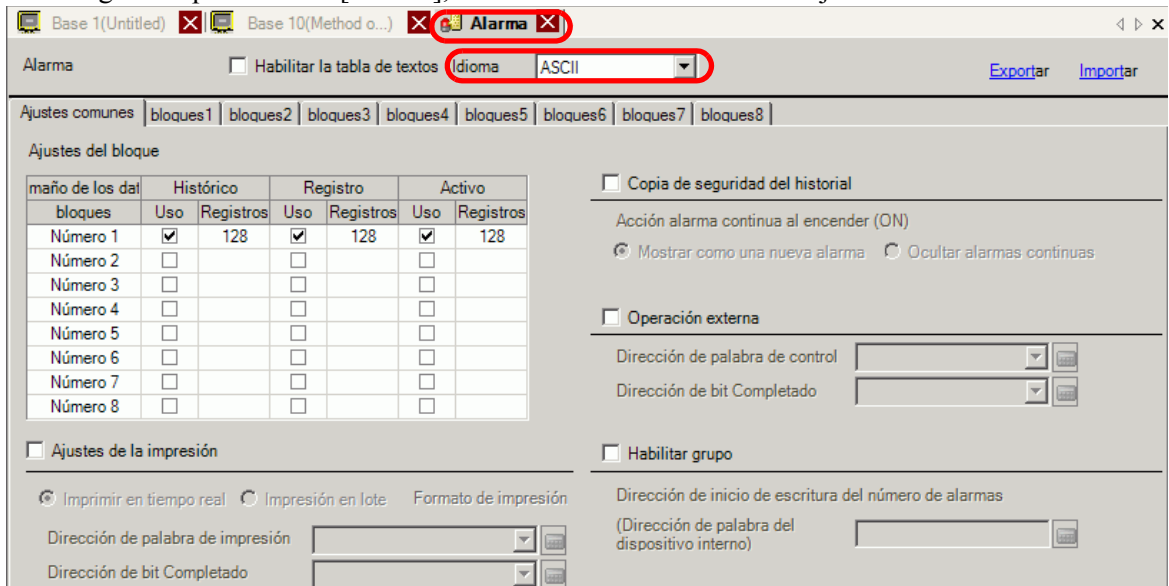 Base 1(Untitled) Base 10(Method o...) Alarma
Alarma Habilitar la tabla de textos Idioma ASCII Exportar Importar
Ajustes comunes bloques1 bloques2 bloques3 bloques4 bloques5 bloques6 bloques7 bloques8
Ajustes del bloque
maño de los dat Histórico Registro Activo
bloques Uso Registros Uso Registros Uso Registros
Número 1 128 128 128
Número 2
Número 3
Número 4
Número 5
Número 6
Número 7
Número 8
Copia de seguridad del historial
Acción alarma continua al encender (ON)
Mostrar como una nueva alarma Ocultar alarmas continuas
Operación externa
Dirección de palabra de control
Dirección de bit Completado
Ajustes de la impresión
Imprimir en tiempo real Impresión en lote Formato de impresión
Dirección de palabra de impresión
Dirección de bit Completado
Habilitar grupo
Dirección de inicio de escritura del número de alarmas
(Dirección de palabra del
dispositivo interno)